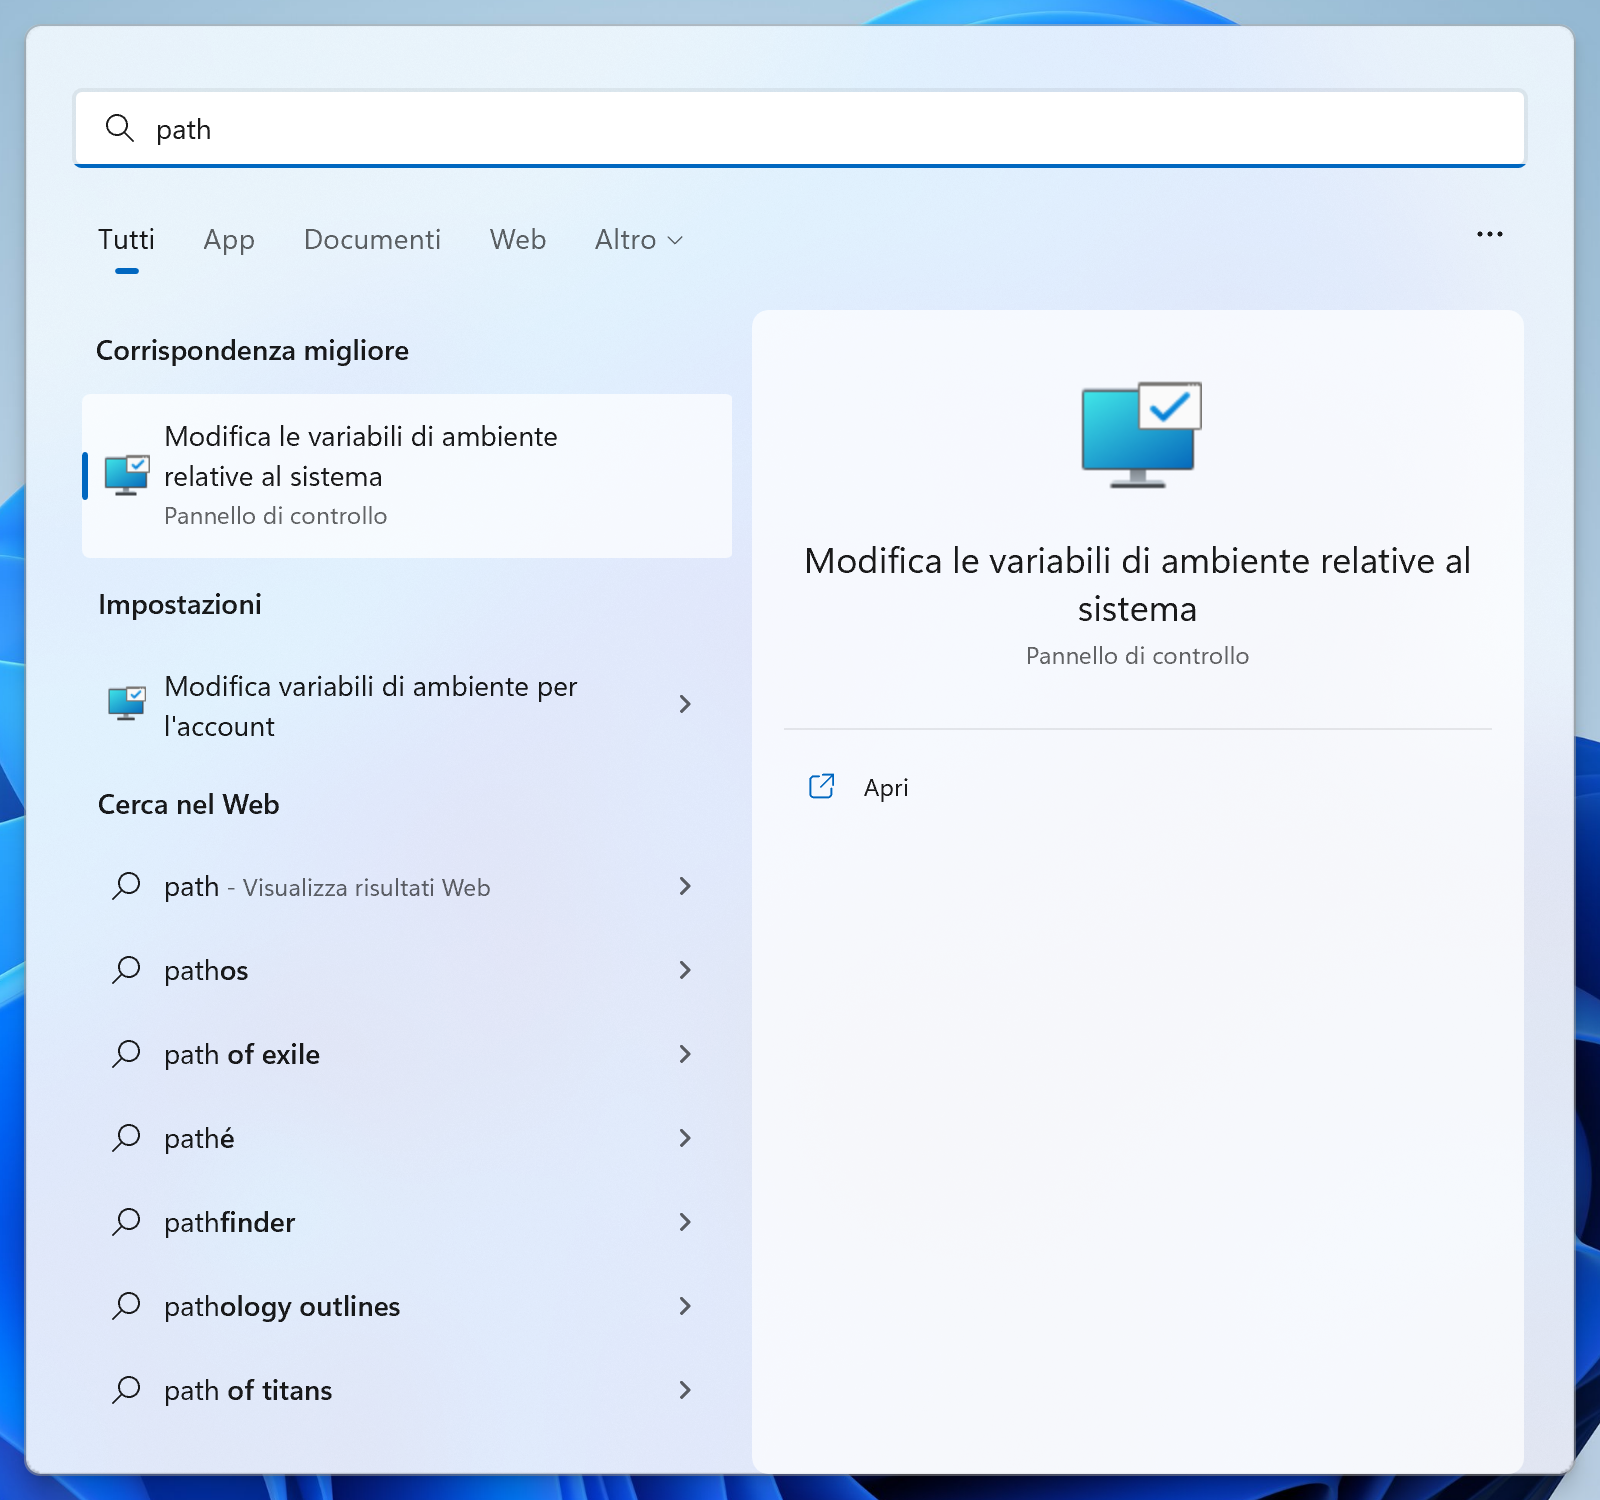 path
Tutti App Documenti Web Altro
Corrispondenza migliore
Modifica le variabili di ambiente
relative al sistema
Pannello di controllo
Impostazioni
Modifica variabili di ambiente per
l'account
Cerca nel Web
path - Visualizza risultati Web
pathos
path of exile
pathé
pathfinder
pathology outlines
path of titans
Modifica le variabili di ambiente relative al
sistema
Pannello di controllo
Apri